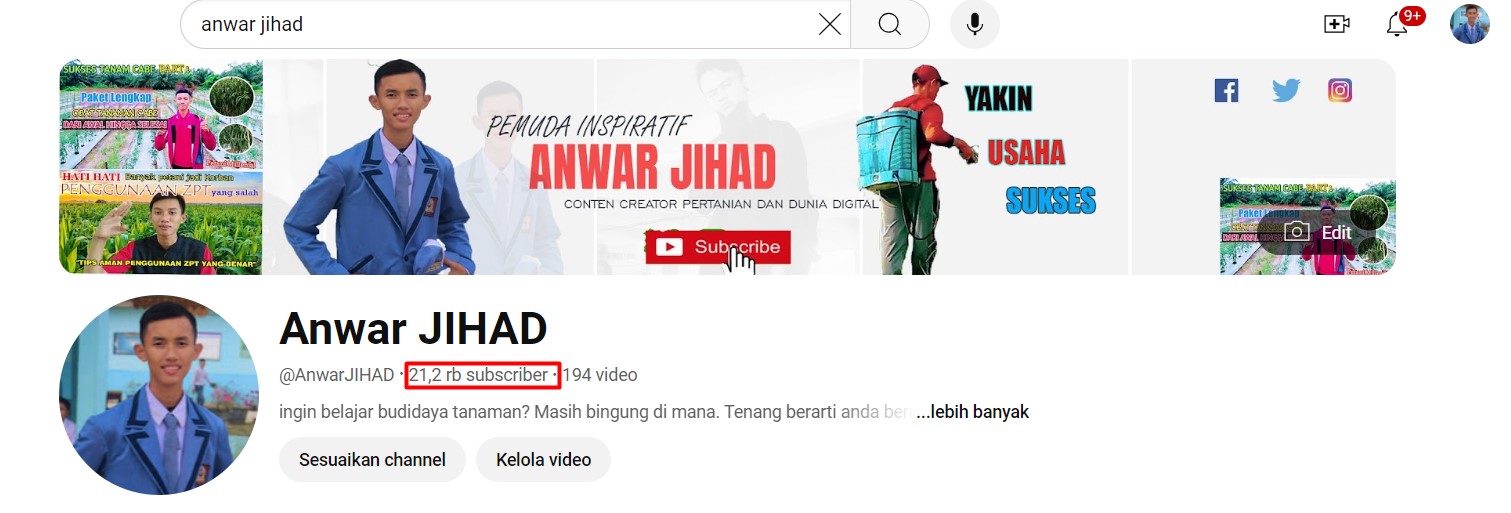 anwar jihad
9+
SUKSES TANAM CABE PART 1
Paket Lengkap
OBAT TANAMAN CABE
DARI AWAL HINGGA SELESAI
HATI HATI Banyak petani jadi Korban
PENGGUNAAN ZPT yang salah
"TIPS AMAN PENGGUNAAN ZPT YANG BENAR"
PEMUDA INSPIRATIF
ANWAR JIHAD
CONTEN CREATOR PERTANIAN DAN DUNIA DIGITAL
Subscribe
YAKIN
USAHA
SUKSES
SUKSES TANAM CABE PART 1
Paket Lengkap
Edit
Anwar JIHAD
@AnwarJIHAD · 21,2 rb subscriber · 194 video
ingin belajar budidaya tanaman? Masih bingung di mana. Tenang berarti anda ber ...lebih banyak
Sesuaikan channel
Kelola video